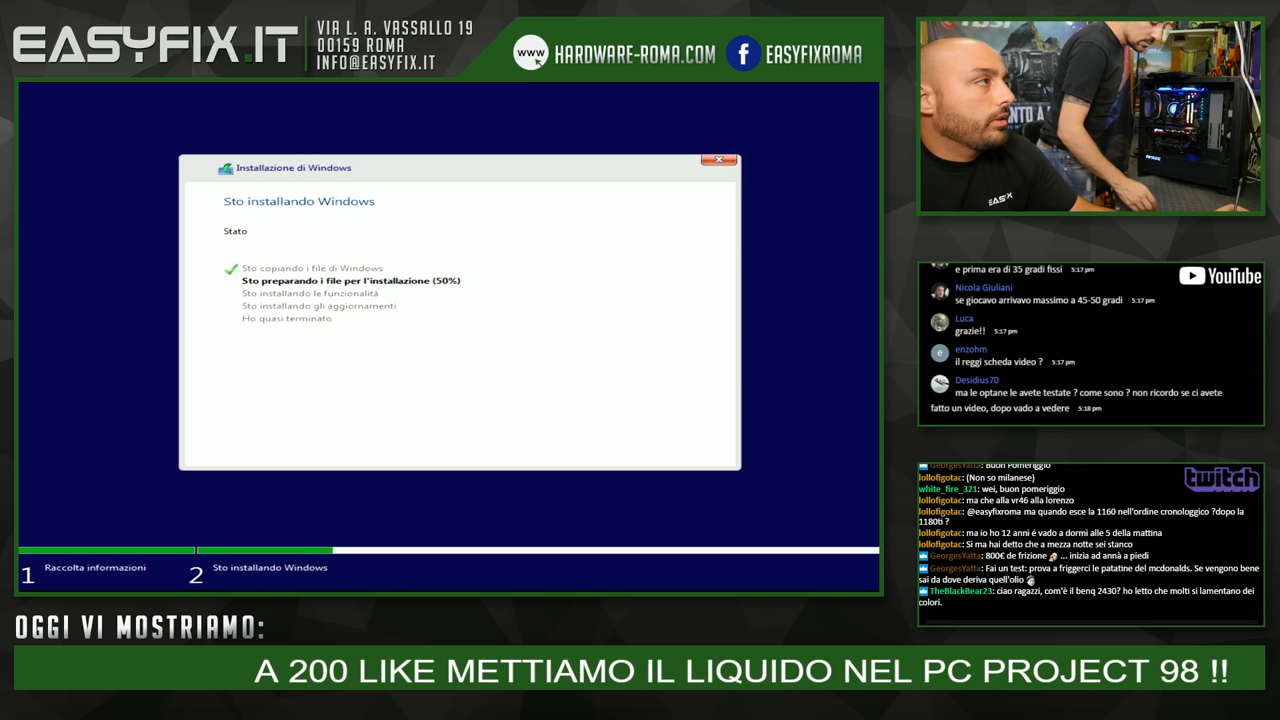 EASYFIX.IT
VIA L. A. VASSALLO 19
00159 ROMA
INFO@EASYFIX.IT
www
HARDWARE-ROMA.COM
f
EASYFIXROMA
Installazione di Windows
Sto installando Windows
Stato
Sto copiando i file di Windows
Sto preparando i file per l'installazione (50%)
Sto installando le funzionalità
Sto installando gli aggiornamenti
Ho quasi terminato
1 Raccolta informazioni
2 Sto installando Windows
YouTube
e prima era di 35 gradi fissi 5:17 pm
Nicola Giuliani
se giocavo arrivavo massimo a 45-50 gradi 5:17 pm
Luca
grazie!! 5:17 pm
e
enzohm
il reggi scheda video ? 5:17 pm
Desidius70
ma le optane le avete testate ? come sono ? non ricordo se ci avete
fatto un video, dopo vado a vedere 5:18 pm
twitch
GeorgesYatta: Buon Pomeriggio
lollofigotac: (Non so milanese)
white_fire_321: wei, buon pomeriggio
lollofigotac: ma che alla vr46 alla lorenzo
lollofigotac: @easyfixroma ma quando esce la 1160 nell'ordine cronologgico ?dopo la
1180ti ?
lollofigotac: ma io ho 12 anni é vado a dormì alle 5 della mattina
lollofigotac: Si ma hai detto che a mezza notte sei stanco
GeorgesYatta: 800€ de frizione ... inizia ad annà a piedi
GeorgesYatta: Fai un test: prova a friggerci le patatine del mcdonalds. Se vengono bene
sai da dove deriva quell'olio
TheBlackBear23: ciao ragazzi, com'è il benq 2430? ho letto che molti si lamentano dei
colori.
OGGI VI MOSTRIAMO:
A 200 LIKE METTIAMO IL LIQUIDO NEL PC PROJECT 98 !!